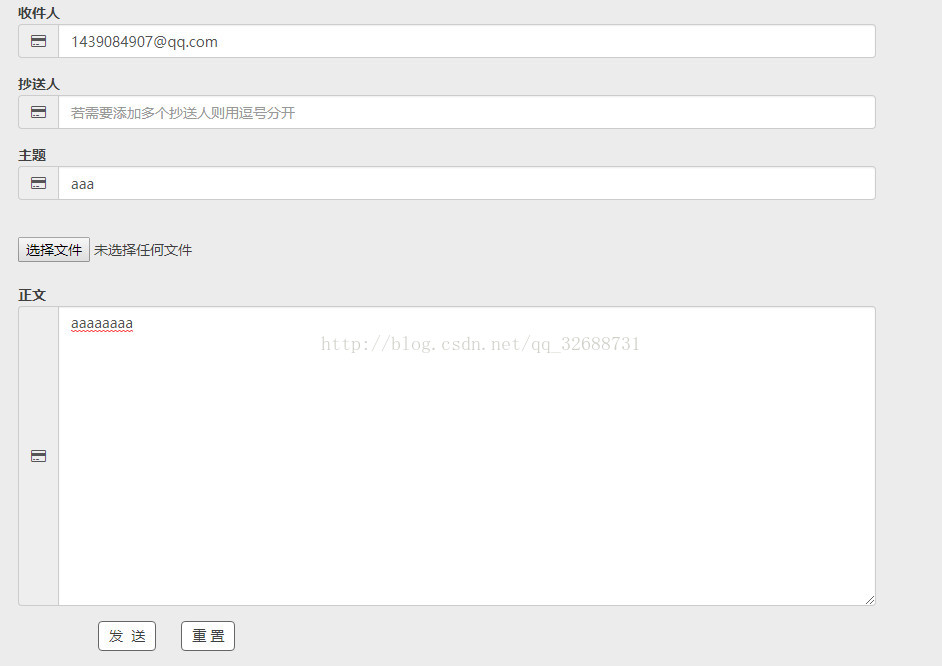 收件人
1439084907@qq.com
抄送人
若需要添加多个抄送人则用逗号分开
主题
aaa
选择文件 未选择任何文件
正文
aaaaaaaa
http://blog.csdn.net/qq_32688731
发 送 重 置